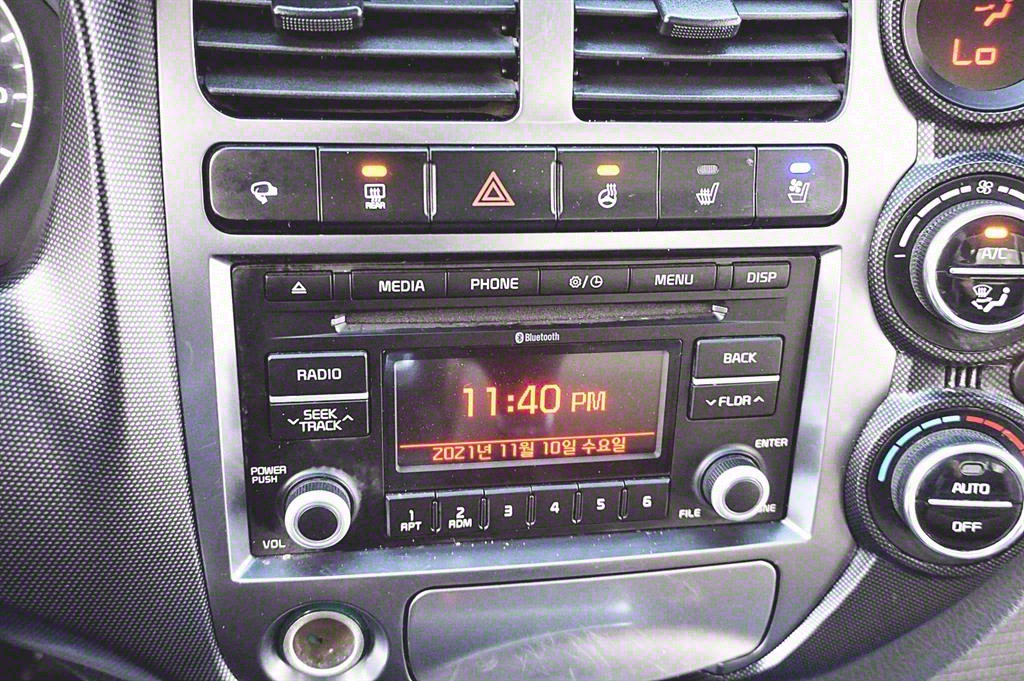 Lo
REAR
A/C
MEDIA PHONE MENU DISP
Bluetooth
RADIO
SEEK
TRACK
11:40 PM
2021년 11월 10일 수요일
BACK
FLDR
ENTER
POWER
PUSH
VOL
1 RPT
2 RDM
3
4
5
6
FILE
AUTO
OFF